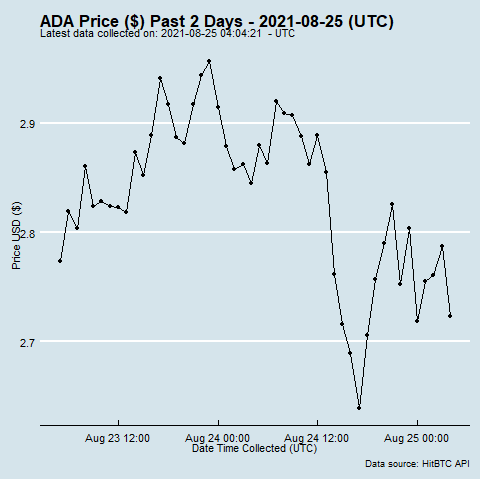 ADA Price ($) Past 2 Days - 2021-08-25 (UTC)
Latest data collected on: 2021-08-25 04:04:21 - UTC
2.9
2.8
2.7
Price USD ($)
Aug 23 12:00
Aug 24 00:00
Aug 24 12:00
Aug 25 00:00
Date Time Collected (UTC)
Data source: HitBTC API